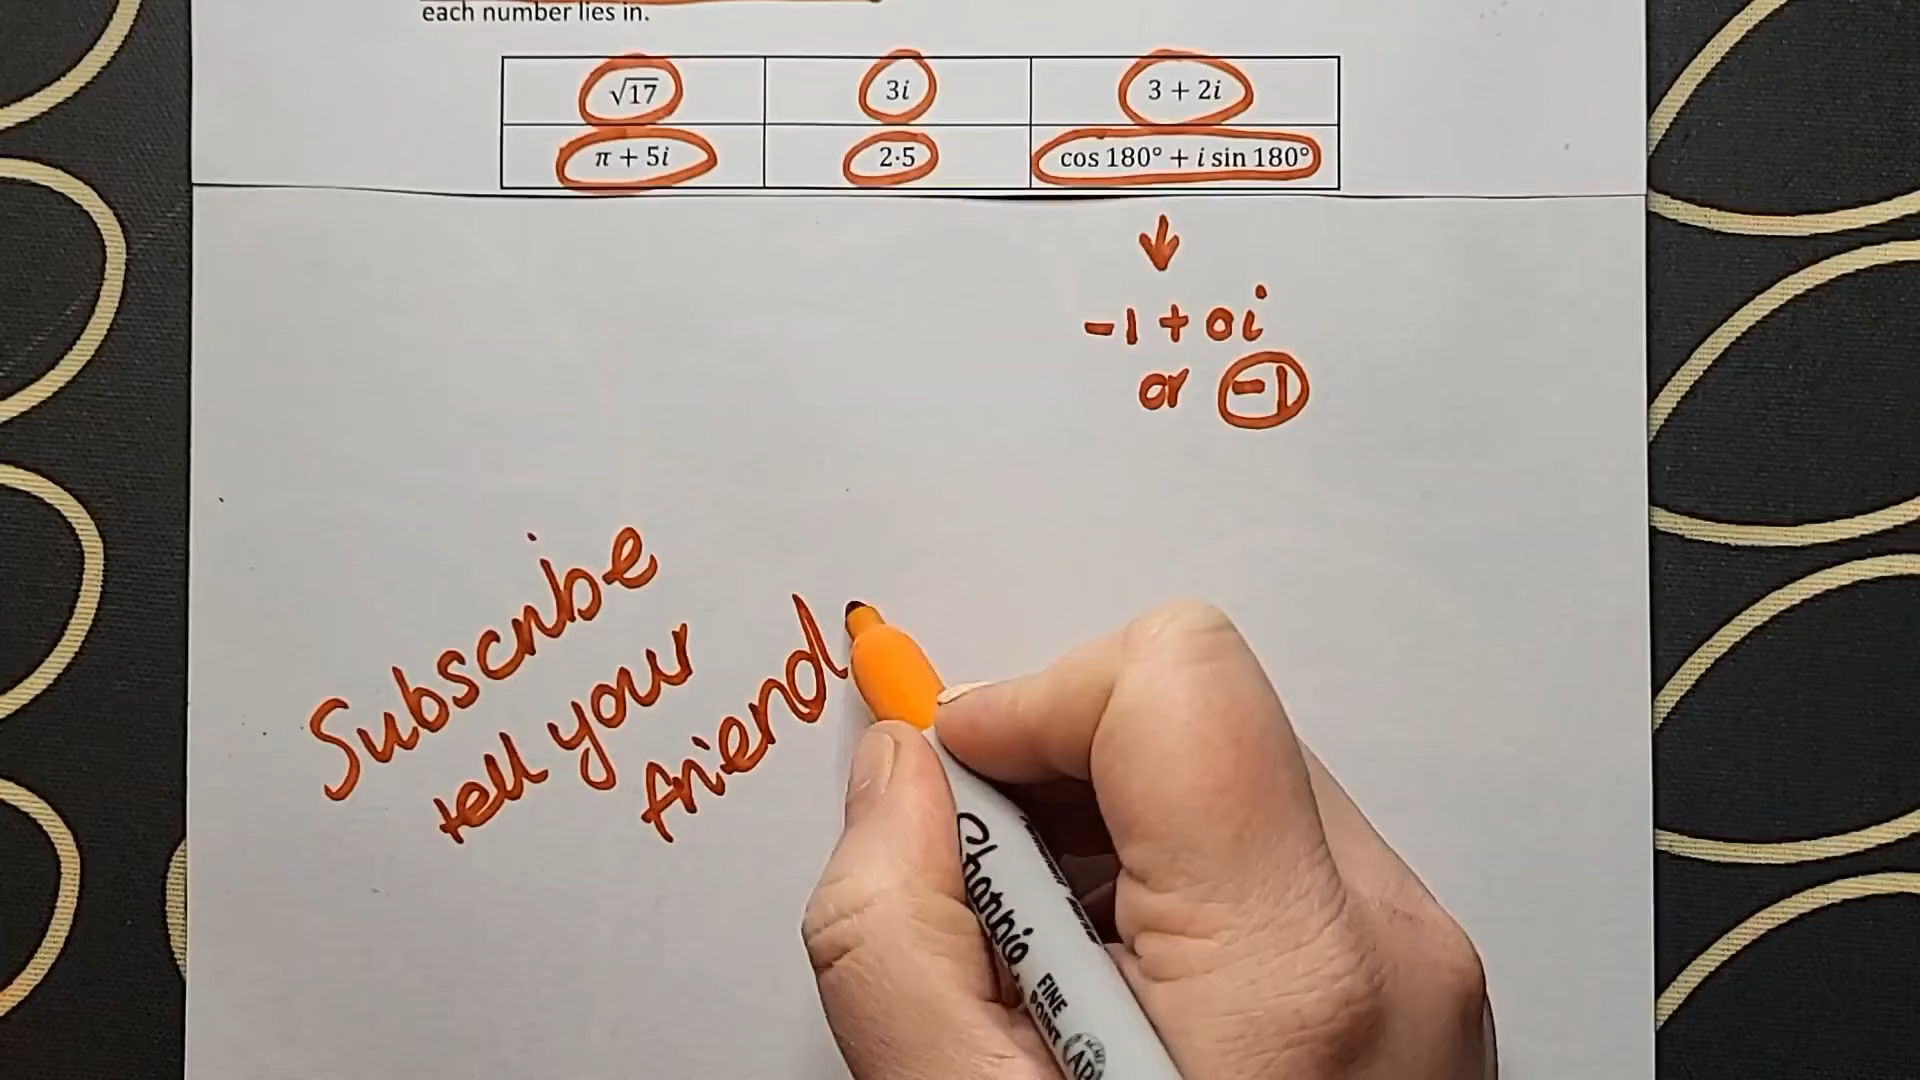 each number lies in.
√17 3i 3 + 2i
π + 5i 2·5 cos 180° + i sin 180°
-1 + 0i
or -1
Subscribe
tell your
friend
Sharpie
FINE
POINT